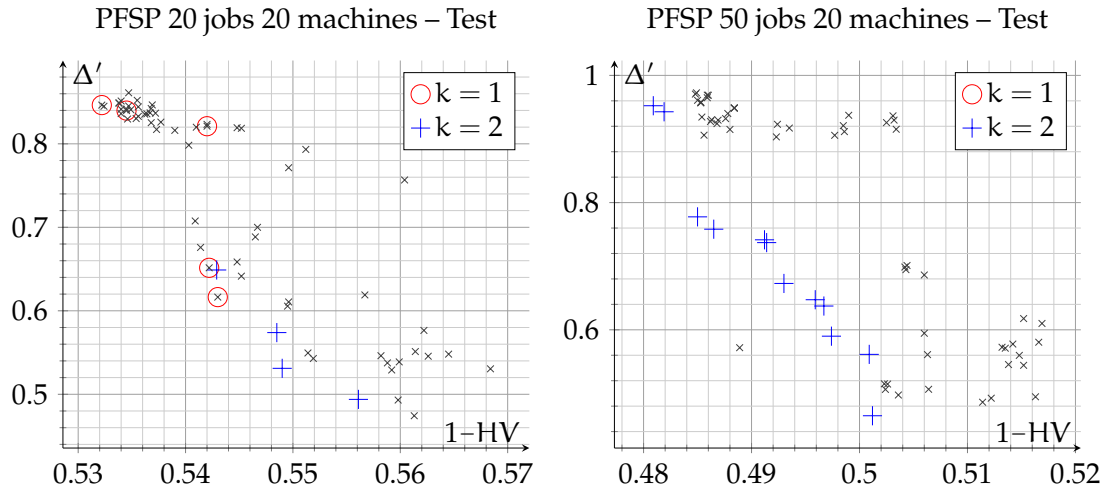 PFSP 20 jobs 20 machines – Test
Δ′
k = 1
k = 2
0.8
0.7
0.6
0.5
1–HV
0.53 0.54 0.55 0.56 0.57
PFSP 50 jobs 20 machines – Test
1
Δ′
k = 1
k = 2
0.8
0.6
1–HV
0.48 0.49 0.5 0.51 0.52